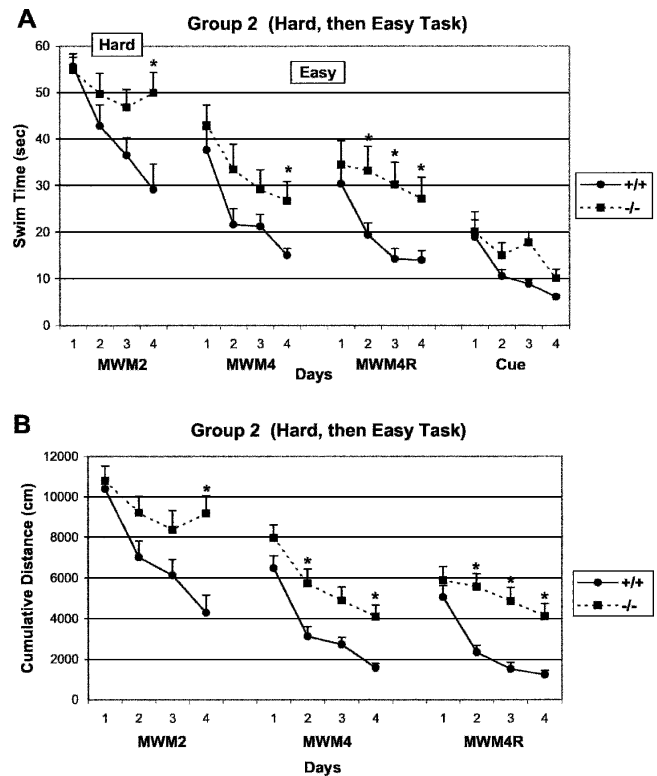 A
Group 2 (Hard, then Easy Task)
60
50
40
30
20
10
0
Swim Time (sec)
Hard
Easy
*
*
* * *
+/+
-/-
1 2 3 4 1 2 3 4 1 2 3 4 1 2 3 4
MWM2 MWM4 MWM4R Cue
Days
B
Group 2 (Hard, then Easy Task)
12000
10000
8000
6000
4000
2000
0
Cumulative Distance (cm)
*
* *
* * *
+/+
-/-
1 2 3 4 1 2 3 4 1 2 3 4
MWM2 MWM4 MWM4R
Days